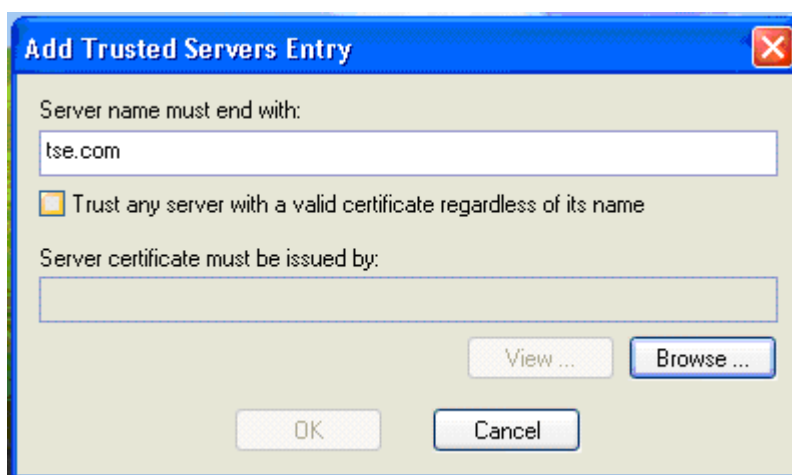 Add Trusted Servers Entry
Server name must end with:
tse.com
Trust any server with a valid certificate regardless of its name
Server certificate must be issued by:
View ...
Browse ...
OK
Cancel